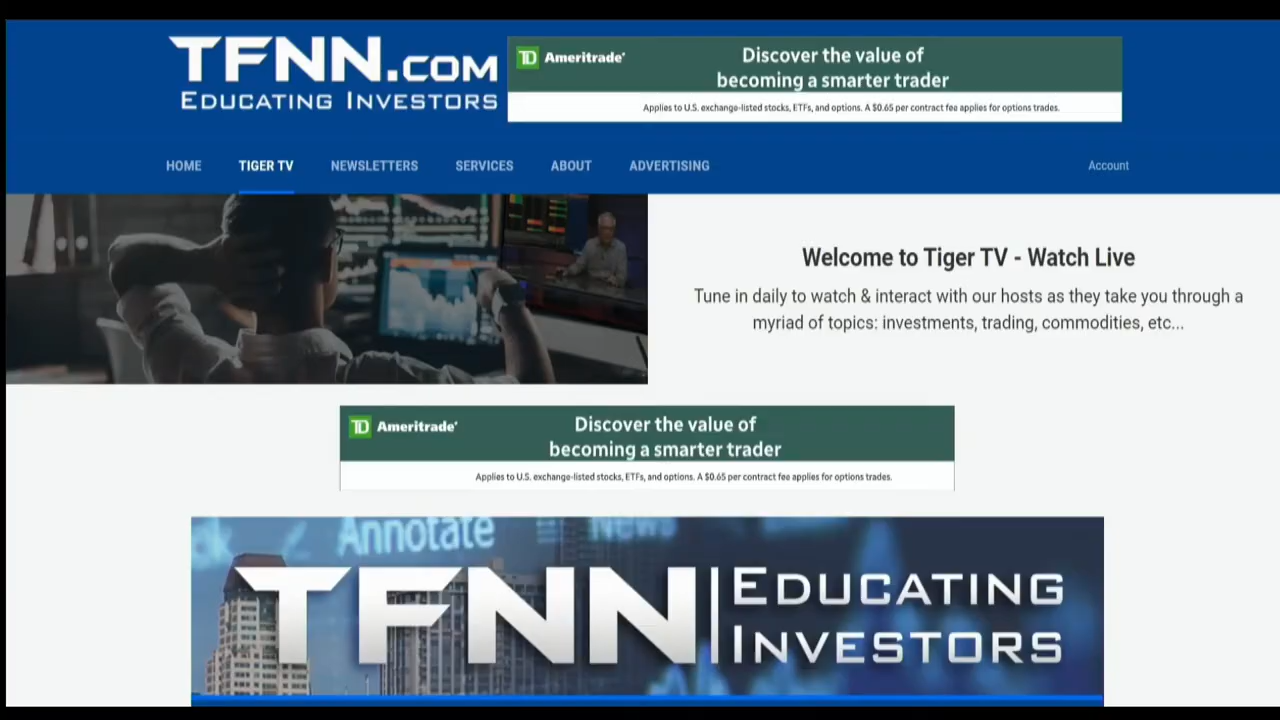 TFNN.COM
EDUCATING INVESTORS
TD Ameritrade
Discover the value of
becoming a smarter trader
Applies to U.S. exchange-listed stocks, ETFs, and options. A $0.65 per contract fee applies for options trades.
HOME TIGER TV NEWSLETTERS SERVICES ABOUT ADVERTISING Account
Welcome to Tiger TV - Watch Live
Tune in daily to watch & interact with our hosts as they take you through a
myriad of topics: investments, trading, commodities, etc...
TD Ameritrade
Discover the value of
becoming a smarter trader
Applies to U.S. exchange-listed stocks, ETFs, and options. A $0.65 per contract fee applies for options trades.
Annotate News
TFNN EDUCATING
INVESTORS